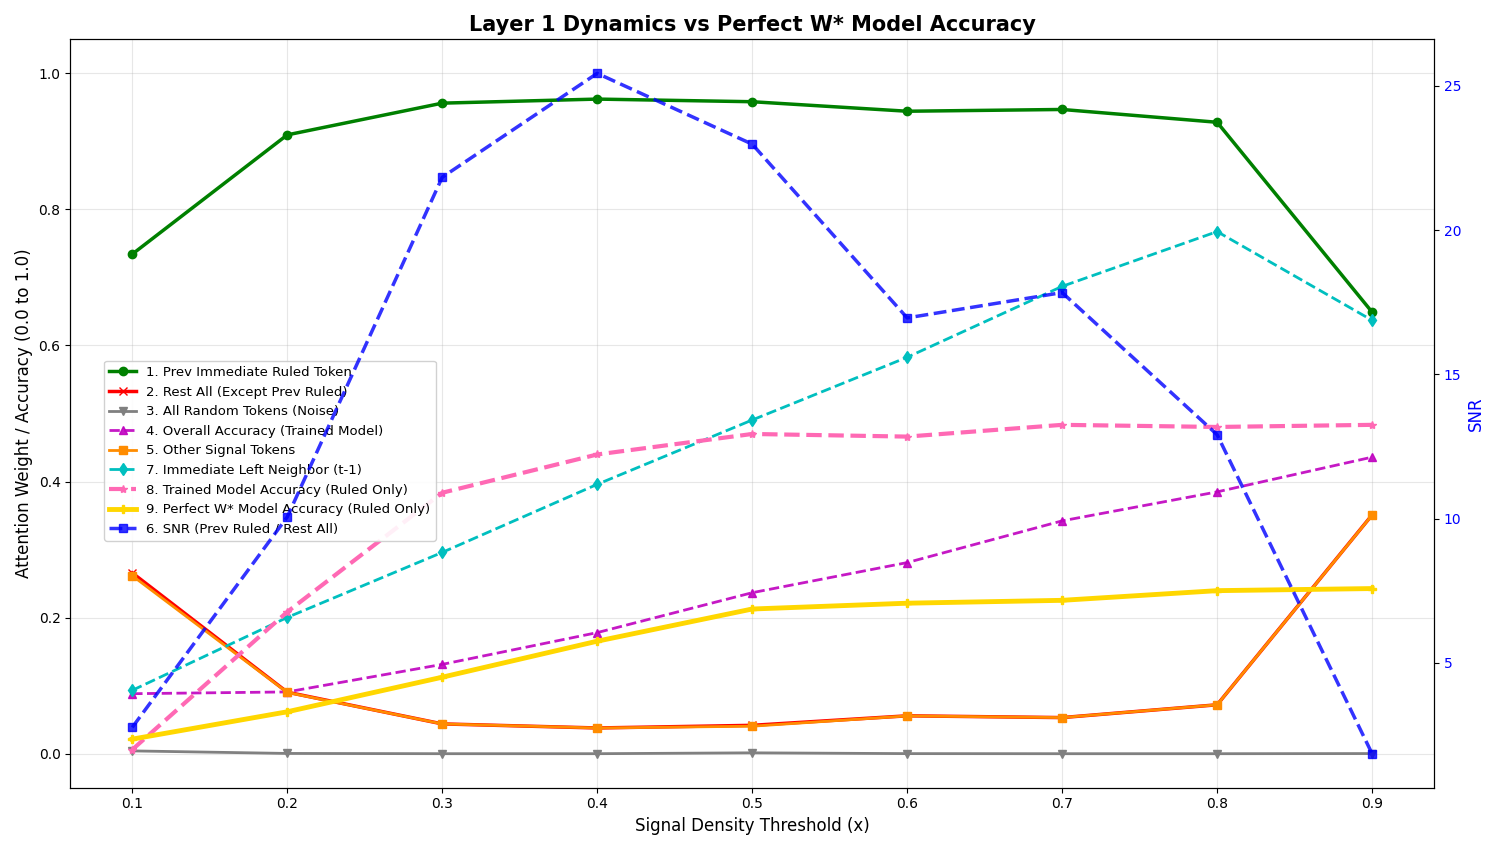 Layer 1 Dynamics vs Perfect W* Model Accuracy
Attention Weight / Accuracy (0.0 to 1.0)
1.0
0.8
0.6
0.4
0.2
0.0
1. Prev Immediate Ruled Token
2. Rest All (Except Prev Ruled)
3. All Random Tokens (Noise)
4. Overall Accuracy (Trained Model)
5. Other Signal Tokens
7. Immediate Left Neighbor (t-1)
8. Trained Model Accuracy (Ruled Only)
9. Perfect W* Model Accuracy (Ruled Only)
6. SNR (Prev Ruled / Rest All)
25
20
15
10
5
SNR
0.1 0.2 0.3 0.4 0.5 0.6 0.7 0.8 0.9
Signal Density Threshold (x)